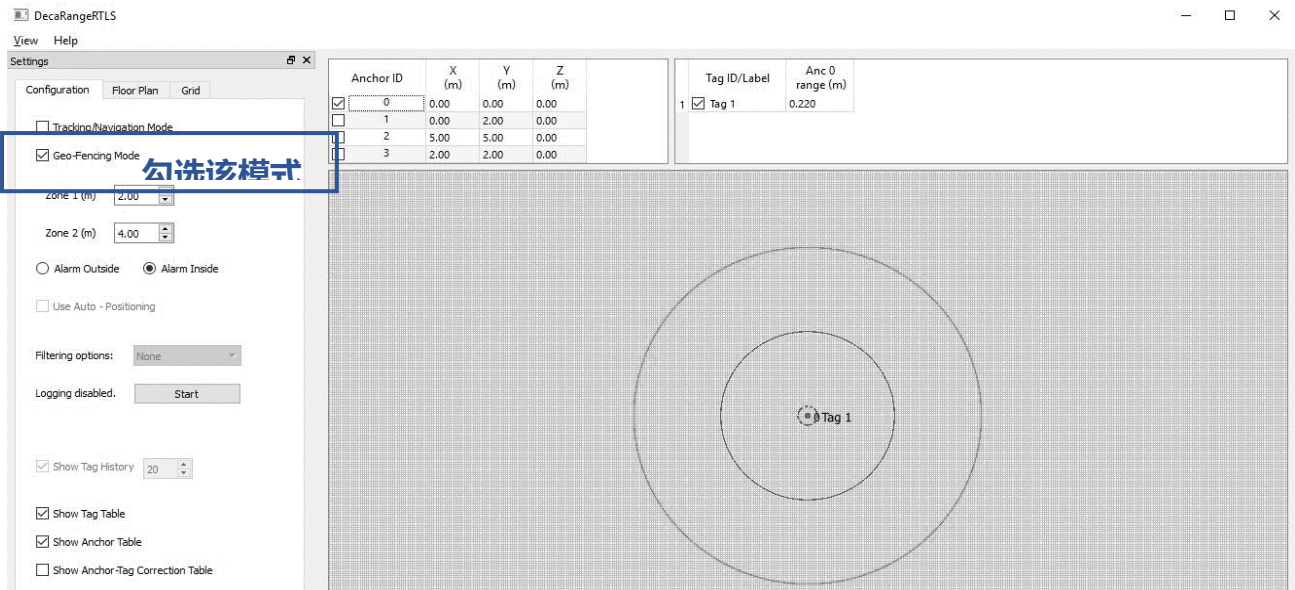 DecaRangeRTLS
View Help
Settings
Configuration Floor Plan Grid
Tracking/Navigation Mode
Geo-Fencing Mode
勾选该模式
Zone 1 (m) 2.00
Zone 2 (m) 4.00
Alarm Outside Alarm Inside
Use Auto - Positioning
Filtering options: None
Logging disabled. Start
Show Tag History 20
Show Tag Table
Show Anchor Table
Show Anchor-Tag Correction Table
Anchor ID X (m) Y (m) Z (m)
0 0.00 0.00 0.00
1 0.00 2.00 0.00
2 5.00 5.00 0.00
3 2.00 2.00 0.00
Tag ID/Label Anc 0 range (m)
1 Tag 1 0.220
Tag 1